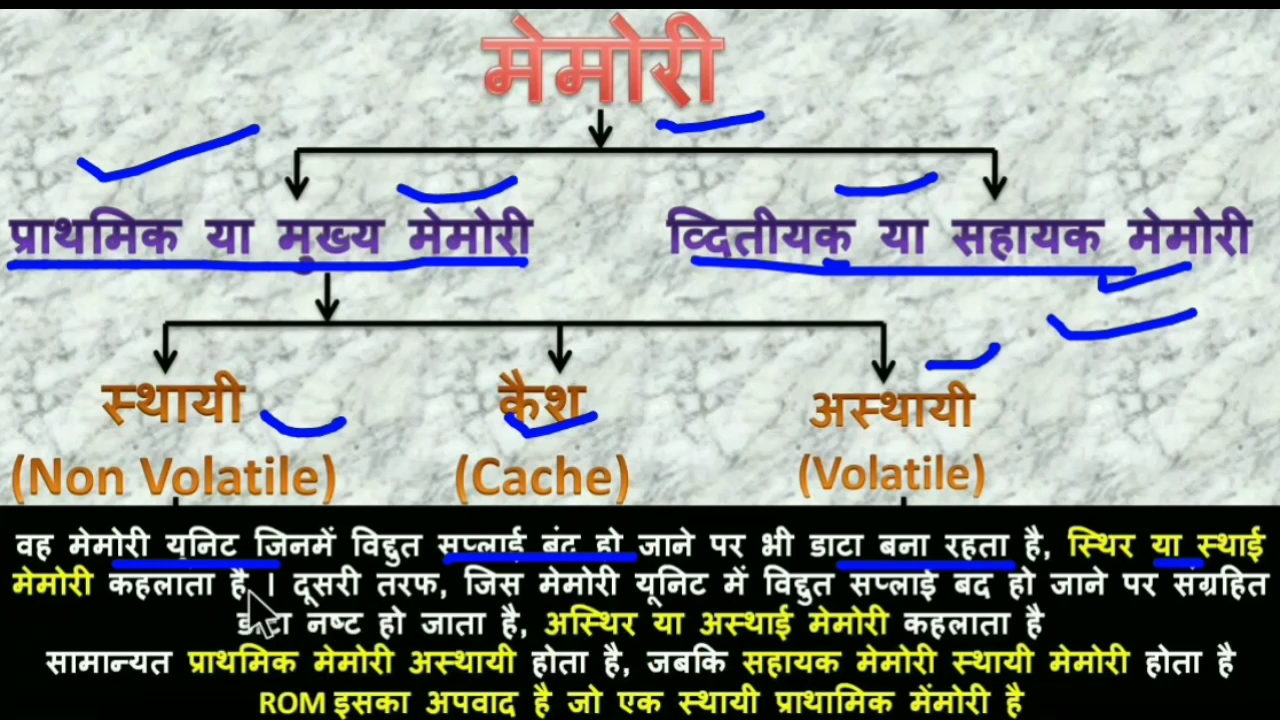 मेमोरी
प्राथमिक या मुख्य मेमोरी
व्दितीयक या सहायक मेमोरी
स्थायी
कैश
अस्थायी
(Non Volatile)
(Cache)
(Volatile)
वह मेमोरी यूनिट जिनमें विद्दुत सप्लाई बंद हो जाने पर भी डाटा बना रहता है, स्थिर या स्थाई
मेमोरी कहलाता है । दूसरी तरफ, जिस मेमोरी यूनिट में विद्दुत सप्लाई बंद हो जाने पर संग्रहित
नष्ट हो जाता है, अस्थिर या अस्थाई मेमोरी कहलाता है
सामान्यत प्राथमिक मेमोरी अस्थायी होता है, जबकि सहायक मेमोरी स्थायी मेमोरी होता है
ROM इसका अपवाद है जो एक स्थायी प्राथामिक मेंमोरी है